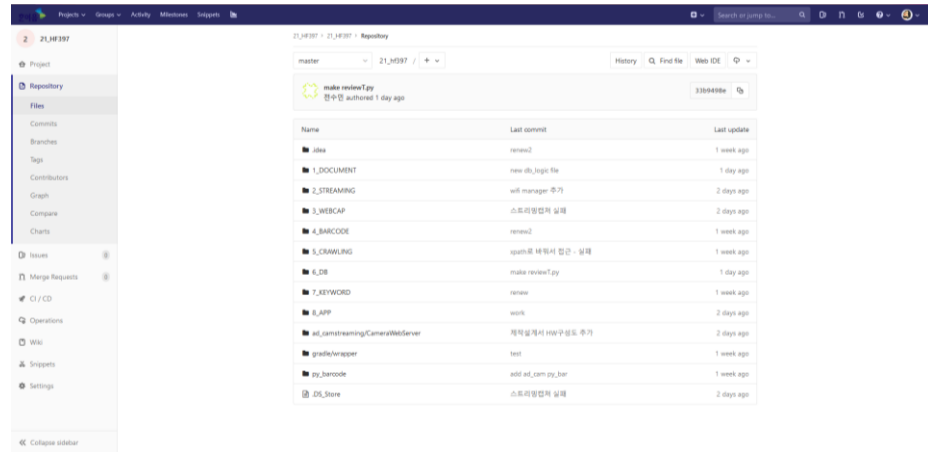 Projects Groups Activity Milestones Snippets
Search or jump to...
2 21_HF397
Project
Repository
Files
Commits
Branches
Tags
Contributors
Graph
Compare
Charts
Issues 0
Merge Requests 0
CI / CD
Operations
Wiki
Snippets
Settings
Collapse sidebar
21_HF397 > 21_HF397 > Repository
master 21_hf397 / +
History Find file Web IDE
make reviewT.py
전수민 authored 1 day ago
33b9498e
Name Last commit Last update
.idea renew2 1 week ago
1_DOCUMENT new db_logic file 1 day ago
2_STREAMING wifi manager 추가 2 days ago
3_WEBCAP 스트리밍캡쳐 실패 2 days ago
4_BARCODE renew2 1 week ago
5_CRAWLING xpath로 바꿔서 접근 - 실패 1 week ago
6_DB make reviewT.py 1 day ago
7_KEYWORD renew 1 week ago
8_APP work 2 days ago
ad_camstreaming/CameraWebServer 제작설계서 HW구성도 추가 2 days ago
gradle/wrapper test 1 week ago
py_barcode add ad_cam py_bar 1 week ago
.DS_Store 스트리밍캡쳐 실패 2 days ago